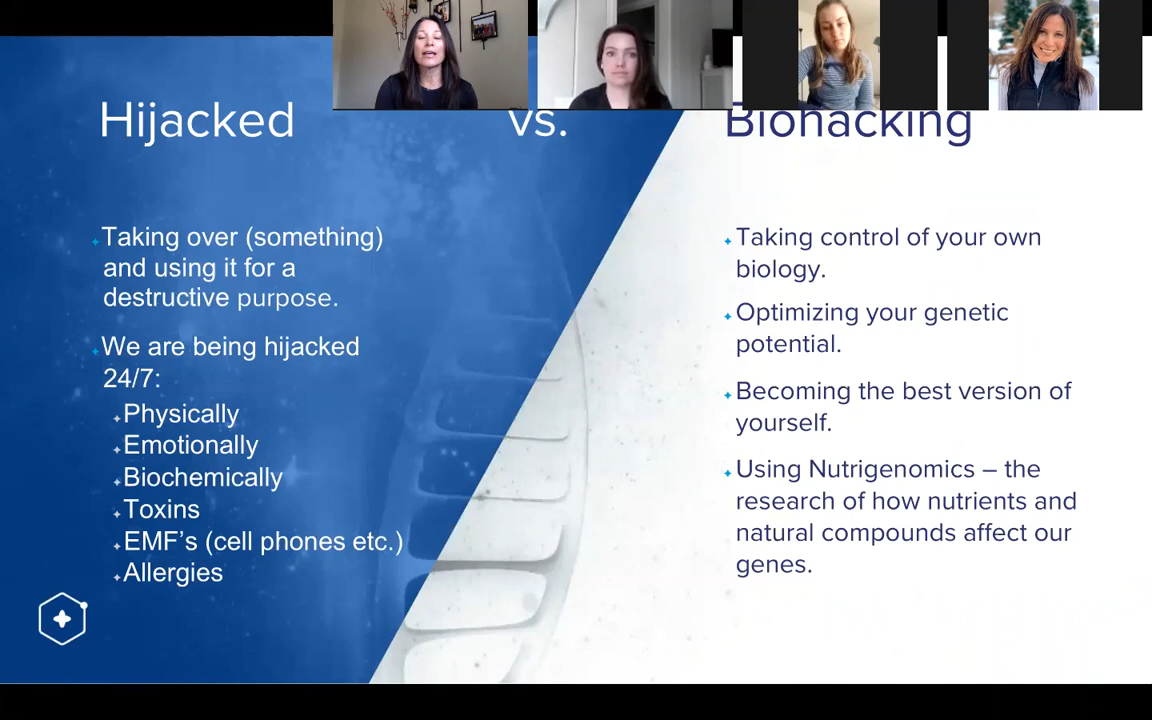 Hijacked
vs.
Biohacking
Taking over (something)
and using it for a
destructive purpose.
We are being hijacked
24/7:
Physically
Emotionally
Biochemically
Toxins
EMF's (cell phones etc.)
Allergies
Taking control of your own
biology.
Optimizing your genetic
potential.
Becoming the best version of
yourself.
Using Nutrigenomics – the
research of how nutrients and
natural compounds affect our
genes.